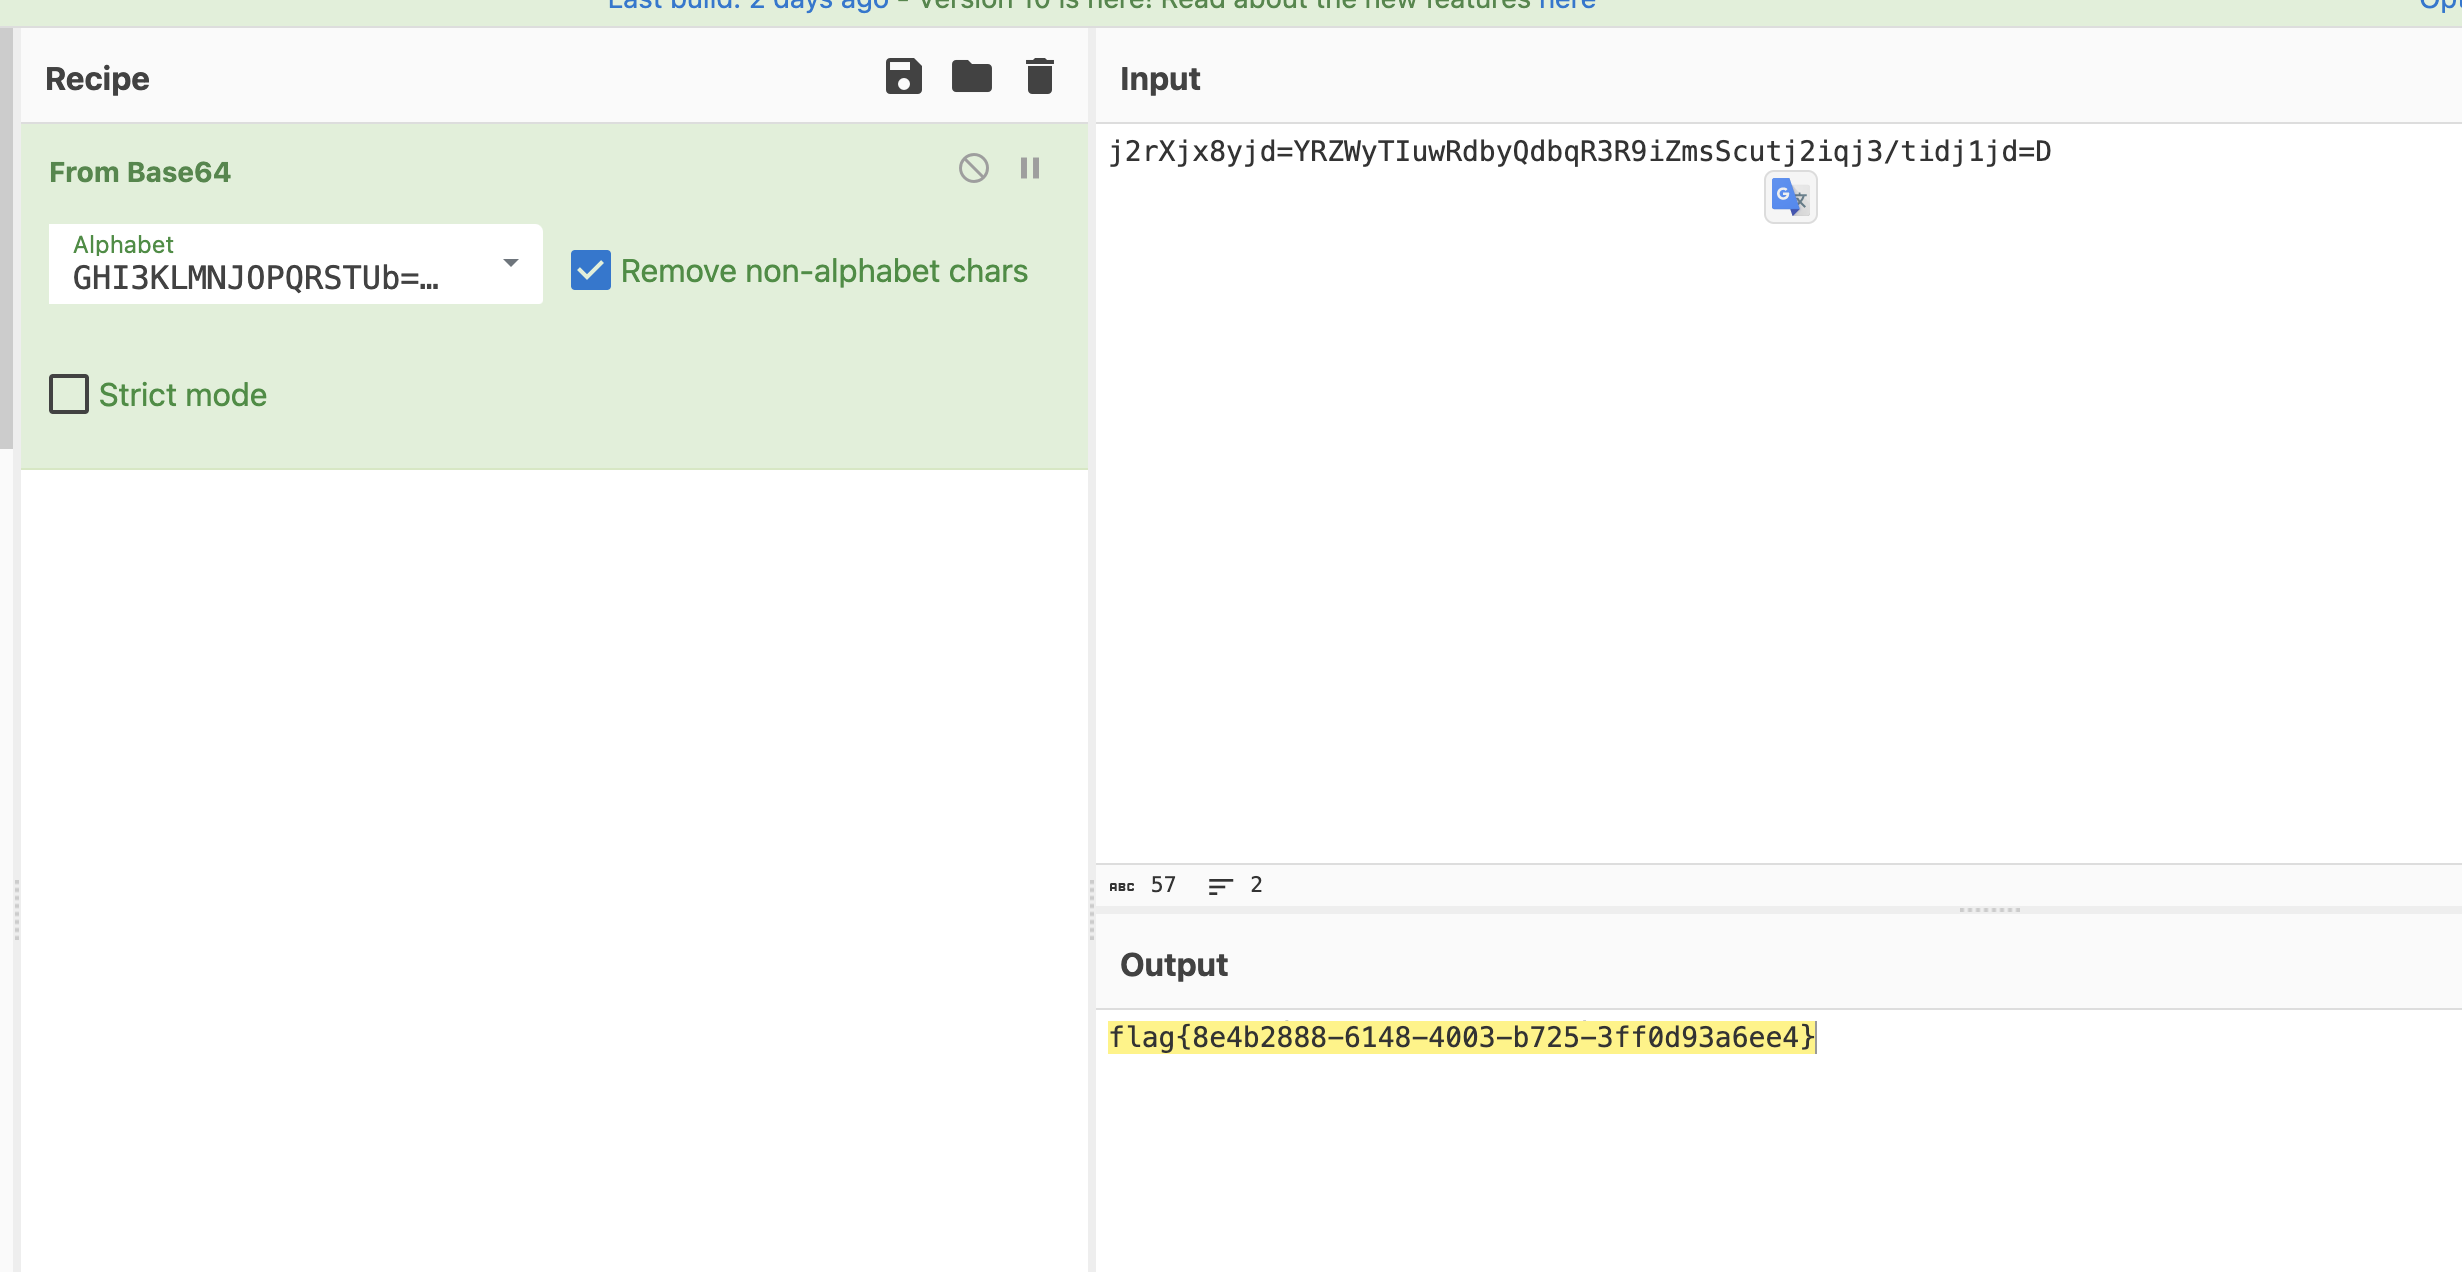 Last build: 2 days ago - Version 10 is here! Read about the new features here
Recipe
From Base64
Alphabet
GHI3KLMNJOPQRSTUb=…
Remove non-alphabet chars
Strict mode
Input
j2rXjx8yjd=YRZWyTIuwRdbyQdbqR3R9iZmsScutj2iqj3/tidj1jd=D
ABC 57 2
Output
flag{8e4b2888-6148-4003-b725-3ff0d93a6ee4}